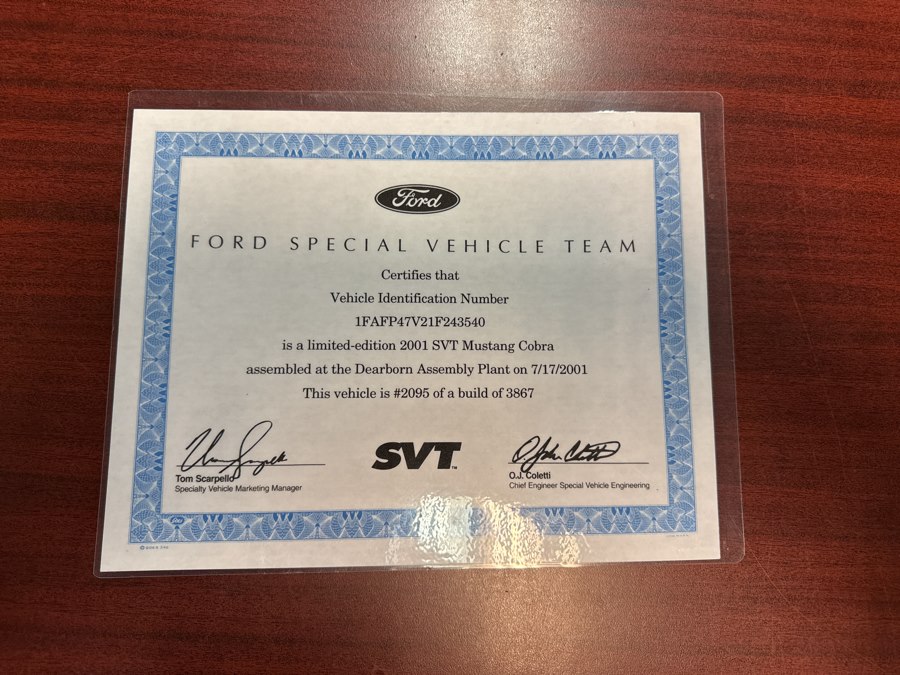 Ford
FORD SPECIAL VEHICLE TEAM
Certifies that
Vehicle Identification Number
1FAFP47V21F243540
is a limited-edition 2001 SVT Mustang Cobra
assembled at the Dearborn Assembly Plant on 7/17/2001
This vehicle is #2095 of a build of 3867
SVT™
Tom Scarpello
Specialty Vehicle Marketing Manager
O.J. Coletti
Chief Engineer Special Vehicle Engineering